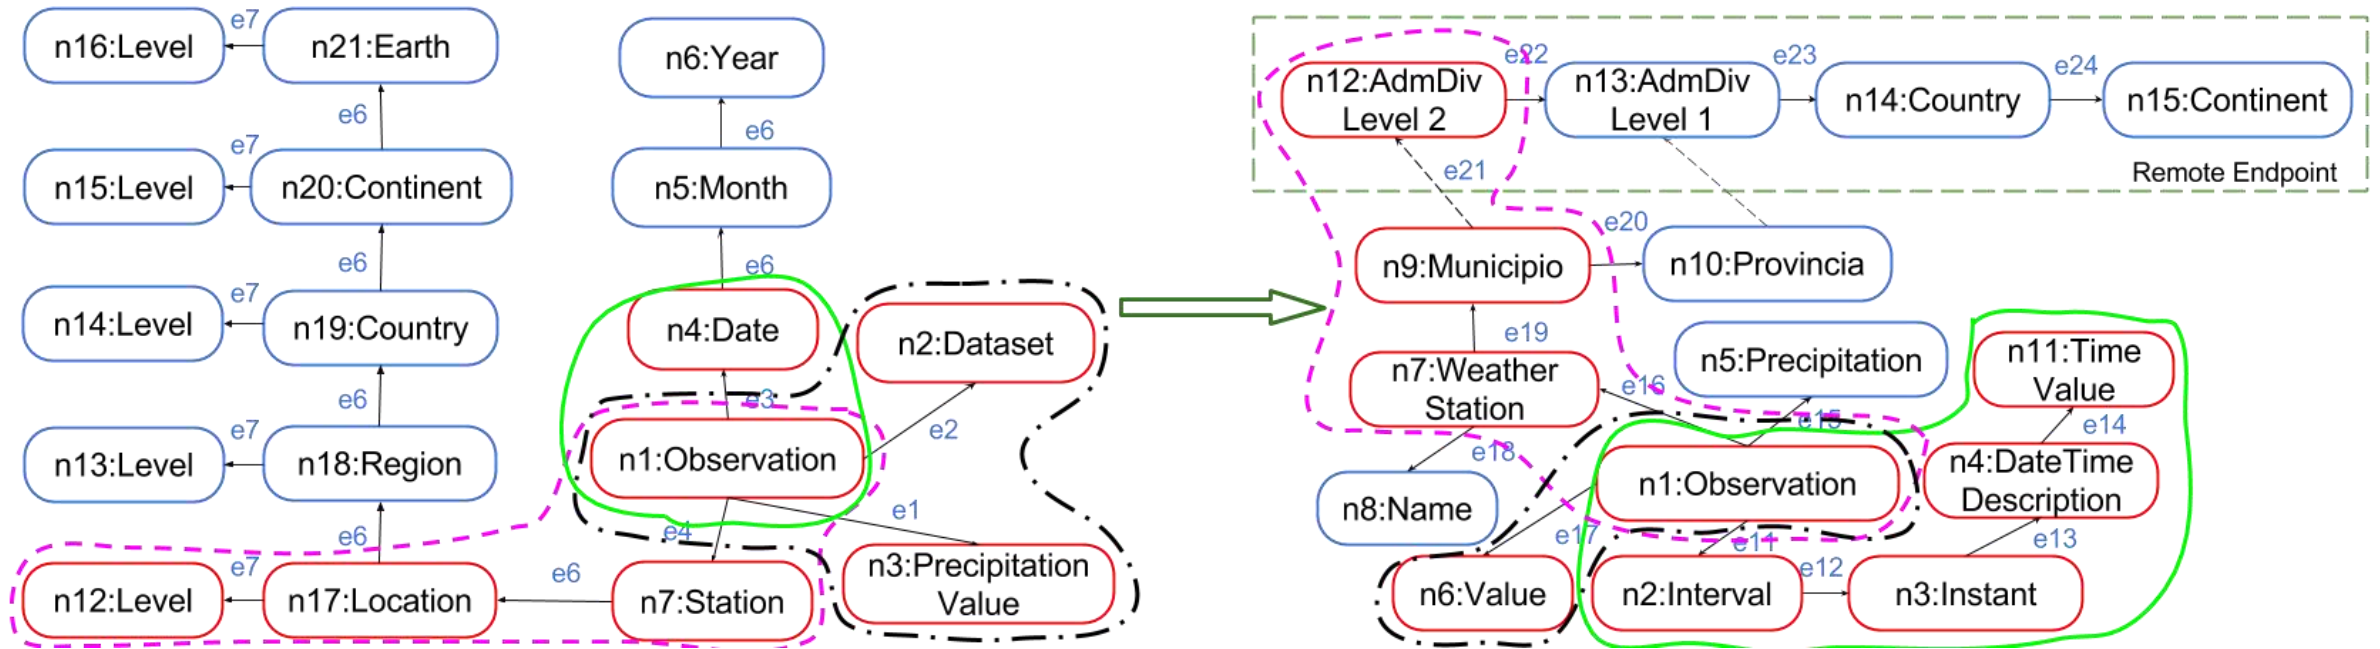 e7
n16:Level
n21:Earth
e6
e7
n15:Level
n20:Continent
e6
e7
n14:Level
n19:Country
e6
e7
n13:Level
n18:Region
e6
e7
n12:Level
n17:Location
e6
n7:Station
n6:Year
e6
n5:Month
e6
n4:Date
n2:Dataset
e3
n1:Observation
e2
e1
e4
n3:Precipitation
Value
n12:AdmDiv
Level 2
e22
n13:AdmDiv
Level 1
e23
n14:Country
e24
n15:Continent
Remote Endpoint
e21
e20
n9:Municipio
n10:Provincia
e19
n7:Weather
Station
e16
n5:Precipitation
e15
n11:Time
Value
e14
e18
n8:Name
n1:Observation
n4:DateTime
Description
e17
e11
e13
n6:Value
n2:Interval
e12
n3:Instant